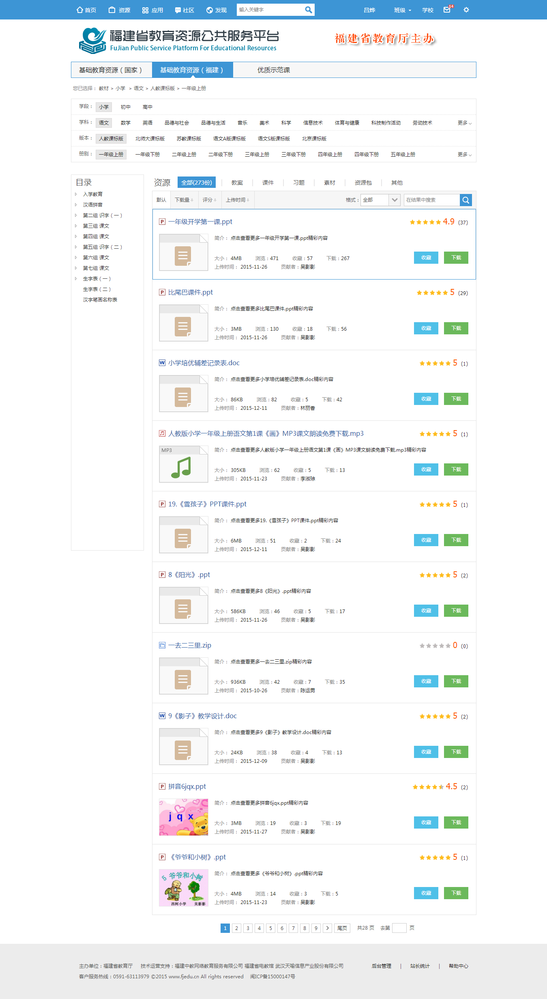 首页 资源 应用 社区 发现 输入关键字 吕烨 班级 学校 14
福建省教育资源公共服务平台
FuJian Public Service Platform For Educational Resources
福建省教育厅主办
基础教育资源（国家） 基础教育资源（福建） 优质示范课
您已选择： 教材 > 小学 > 语文 > 人教课标版 > 一年级上册
学段： 小学 初中 高中
学科： 语文 数学 英语 品德与社会 品德与生活 音乐 美术 科学 信息技术 体育与健康 科技制作活动 劳动技术 更多
版本： 人教课标版 北师大课标版 苏教课标版 语文A版课标版 语文S版课标版 北京课标版
册别： 一年级上册 一年级下册 二年级上册 二年级下册 三年级上册 三年级下册 四年级上册 四年级下册 五年级上册 更多
目录
入学教育
汉语拼音
第二组 识字（一）
第三组 课文
第四组 课文
第五组 识字（二）
第六组 课文
第七组 课文
生字表（一）
生字表（二）
汉字笔画名称表
资源 全部(273份) 教案 课件 习题 素材 资源包 其他
默认 下载量 评分 上传时间 格式： 全部 在结果中搜索
P 一年级开学第一课.ppt 4.9 (37)
简介： 点击查看更多一年级开学第一课.ppt精彩内容
大小： 4MB 浏览：471 收藏：57 下载：267 收藏 下载
上传时间： 2015-11-26 贡献者：吴影影
P 比尾巴课件.ppt 5 (29)
简介： 点击查看更多比尾巴课件.ppt精彩内容
大小： 3MB 浏览：130 收藏：18 下载：56 收藏 下载
上传时间： 2015-11-26 贡献者：吴影影
W 小学培优辅差记录表.doc 5 (1)
简介： 点击查看更多小学培优辅差记录表.doc精彩内容
大小： 86KB 浏览：82 收藏：5 下载：42 收藏 下载
上传时间： 2015-12-11 贡献者：林丽香
人教版小学一年级上册语文第1课《画》MP3课文朗读免费下载.mp3 5 (1)
MP3
简介： 点击查看更多人教版小学一年级上册语文第1课《画》MP3课文朗读免费下载.mp3精彩内容
大小： 305KB 浏览：62 收藏：5 下载：13 收藏 下载
上传时间： 2015-11-23 贡献者：李淑琼
P 19.《雪孩子》PPT课件.ppt 5 (1)
简介： 点击查看更多19.《雪孩子》PPT课件.ppt精彩内容
大小： 6MB 浏览：51 收藏：2 下载：24 收藏 下载
上传时间： 2015-12-11 贡献者：吴影影
P 8《阳光》.ppt 5 (2)
简介： 点击查看更多8《阳光》.ppt精彩内容
大小： 586KB 浏览：46 收藏：5 下载：17 收藏 下载
上传时间： 2015-11-26 贡献者：吴影影
一去二三里.zip 0 (0)
简介： 点击查看更多一去二三里.zip精彩内容
大小： 936KB 浏览：42 收藏：7 下载：35 收藏 下载
上传时间： 2015-10-26 贡献者：陈运男
W 9《影子》教学设计.doc 5 (2)
简介： 点击查看更多9《影子》教学设计.doc精彩内容
大小： 24KB 浏览：38 收藏：4 下载：13 收藏 下载
上传时间： 2015-12-09 贡献者：吴影影
P 拼音6jqx.ppt 4.5 (2)
j q x
简介： 点击查看更多拼音6jqx.ppt精彩内容
大小： 3MB 浏览：19 收藏：3 下载：19 收藏 下载
上传时间： 2015-11-27 贡献者：吴影影
P 《爷爷和小树》.ppt 5 (1)
5 爷爷和小树
西柯小学 吴影影
简介： 点击查看更多《爷爷和小树》.ppt精彩内容
大小： 4MB 浏览：14 收藏：3 下载：5 收藏 下载
上传时间： 2015-11-23 贡献者：吴影影
1 2 3 4 5 6 7 8 9 > 尾页 共28 页 去第 页
主办单位：福建省教育厅 技术运营支持：福建中教网络教育服务有限公司 福建省电教馆 武汉天喻信息产业股份有限公司 后台管理 | 站长统计 | 帮助中心
客户服务热线：0591-63113979 ©2015 www.fjedu.cn All rights reserved 闽ICP备15000147号